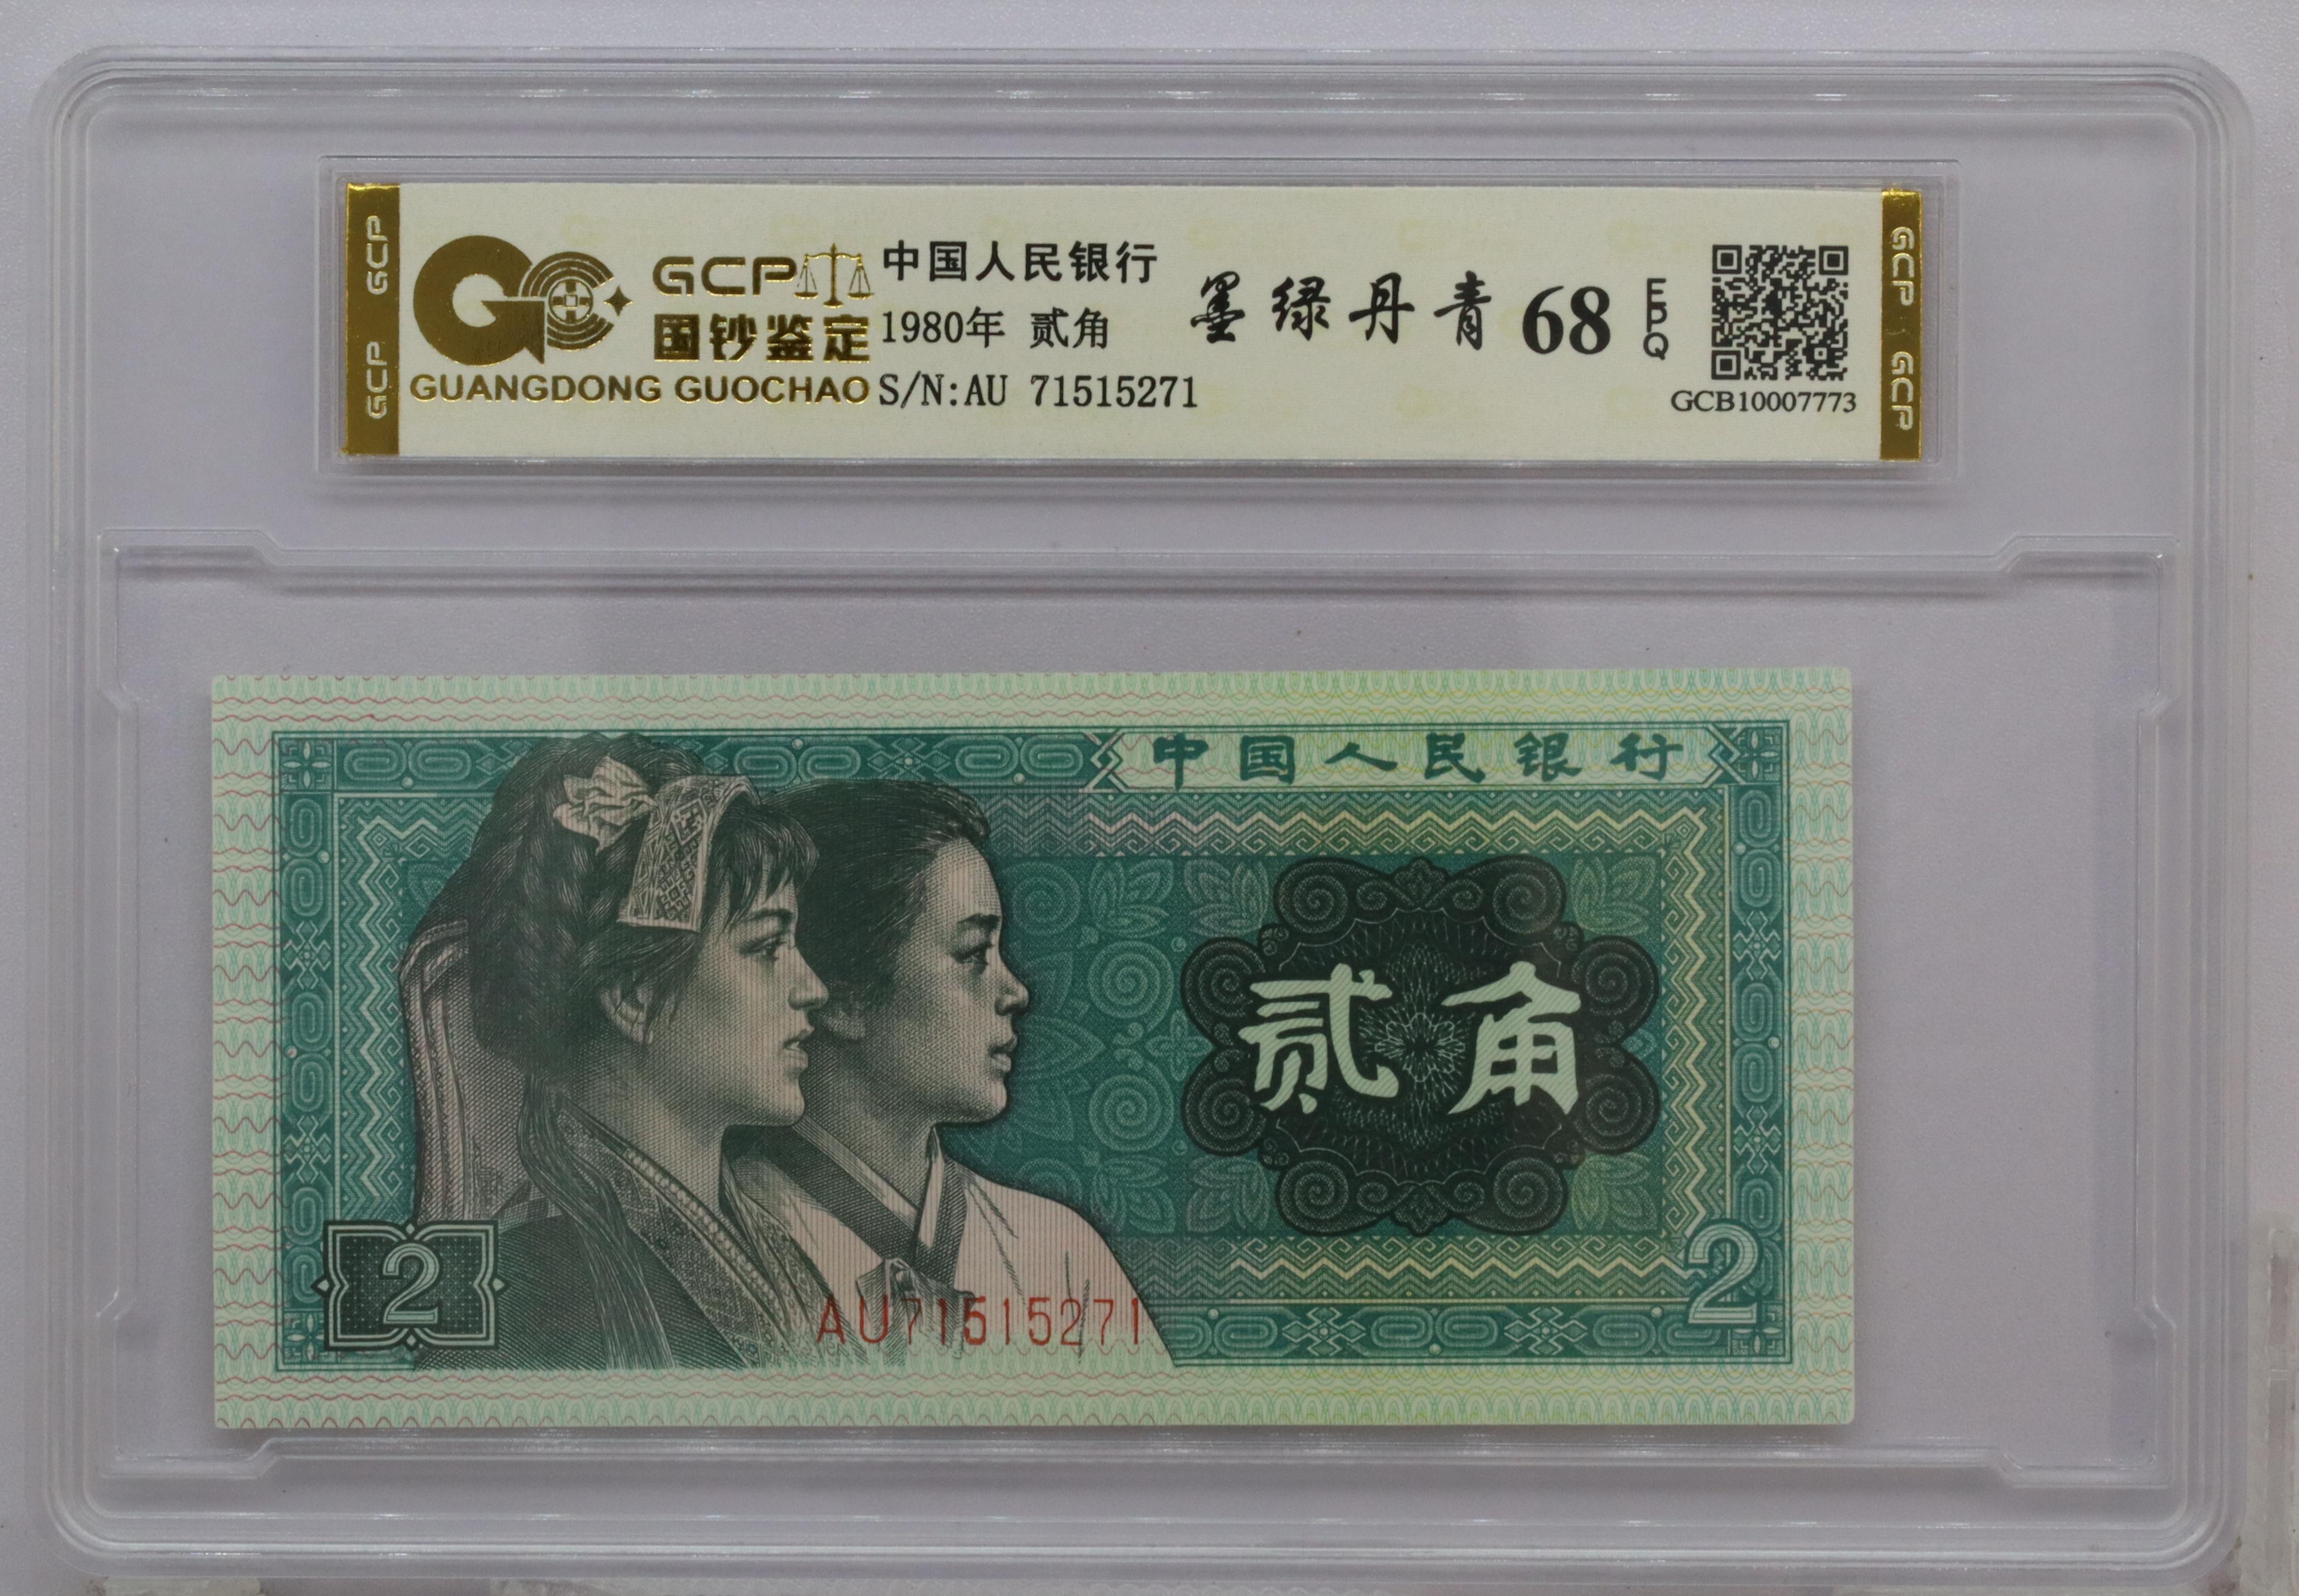 GCP GCP
GCP
国钞鉴定
GUANGDONG GUOCHAO
中国人民银行
1980年 贰角
S/N:AU 71515271
墨绿丹青
68
EPQ
GCB10007773
GCP GCP
中国人民银行
贰角
2
2
AU71515271